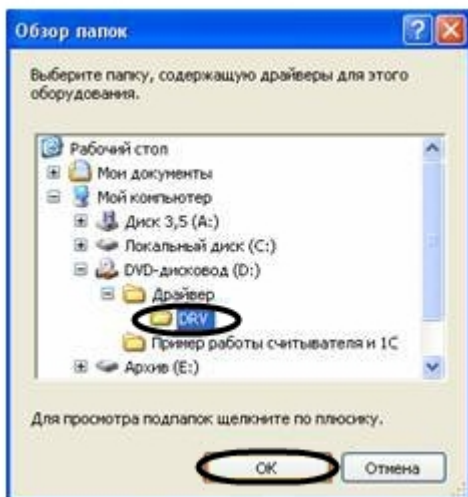 Обзор папок
Выберите папку, содержащую драйверы для этого
оборудования.
Рабочий стол
Мои документы
Мой компьютер
Диск 3,5 (A:)
Локальный диск (C:)
DVD-дисковод (D:)
Драйвер
DRV
Пример работы считывателя и 1С
Архив (E:)
Для просмотра подпапок щелкните по плюсику.
ОК Отмена